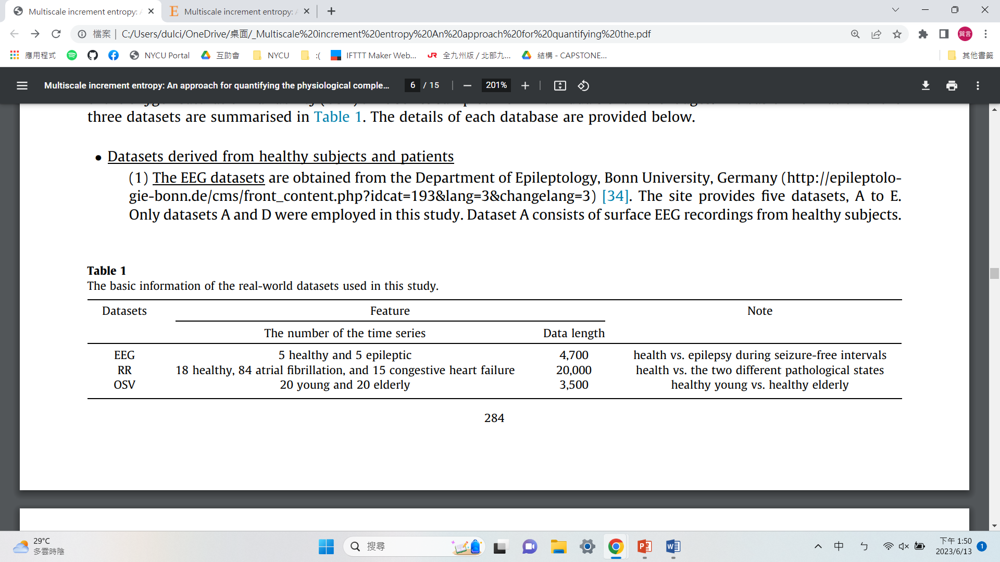 Multiscale increment entropy: A
Multiscale increment entropy: A
檔案 C:/Users/dulci/OneDrive/桌面/_Multiscale%20increment%20entropy%20An%20approach%20for%20quantifying%20the.pdf
巽言
應用程式 NYCU Portal 互助會 NYCU :( IFTTT Maker Web... 全九州版 / 北部九... 結構 - CAPSTONE... 其他書籤
Multiscale increment entropy: An approach for quantifying the physiological comple... 6 / 15 201%
three datasets are summarised in Table 1. The details of each database are provided below.
• Datasets derived from healthy subjects and patients
(1) The EEG datasets are obtained from the Department of Epileptology, Bonn University, Germany (http://epileptolo-
gie-bonn.de/cms/front_content.php?idcat=193&lang=3&changelang=3) [34]. The site provides five datasets, A to E.
Only datasets A and D were employed in this study. Dataset A consists of surface EEG recordings from healthy subjects.
Table 1
The basic information of the real-world datasets used in this study.
Datasets Feature Note
The number of the time series Data length
EEG 5 healthy and 5 epileptic 4,700 health vs. epilepsy during seizure-free intervals
RR 18 healthy, 84 atrial fibrillation, and 15 congestive heart failure 20,000 health vs. the two different pathological states
OSV 20 young and 20 elderly 3,500 healthy young vs. healthy elderly
284
29°C
多雲時陰
搜尋
中 ㄅ
下午 1:50
2023/6/13
1